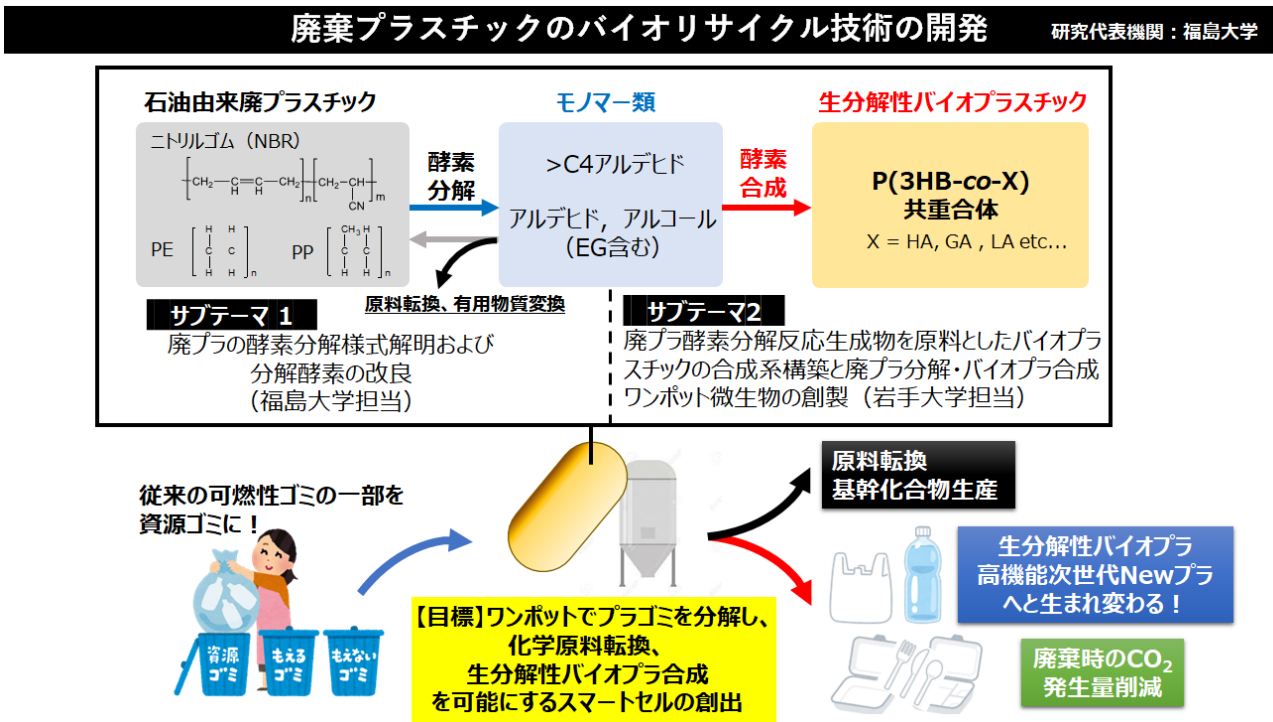 廃棄プラスチックのバイオリサイクル技術の開発
研究代表機関：福島大学
石油由来廃プラスチック
ニトリルゴム（NBR）
CH₂—C=C—CH₂
H H
n
CH₂—CH
CN
m
PE
H H
C C
H H
n
PP
CH₃ H
C C
H H
n
酵素
分解
モノマー類
>C4アルデヒド
アルデヒド，アルコール
（EG含む）
酵素
合成
生分解性バイオプラスチック
P(3HB-co-X)
共重合体
X = HA, GA , LA etc...
原料転換、有用物質変換
サブテーマ 1
廃プラの酵素分解様式解明および
分解酵素の改良
（福島大学担当）
サブテーマ2
廃プラ酵素分解反応生成物を原料としたバイオプラ
スチックの合成系構築と廃プラ分解・バイオプラ合成
ワンポット微生物の創製（岩手大学担当）
従来の可燃性ゴミの一部を
資源ゴミに！
資源
ゴミ
もえる
ゴミ
もえない
ゴミ
【目標】ワンポットでプラゴミを分解し、
化学原料転換、
生分解性バイオプラ合成
を可能にするスマートセルの創出
原料転換
基幹化合物生産
生分解性バイオプラ
高機能次世代Newプラ
へと生まれ変わる！
廃棄時のCO₂
発生量削減